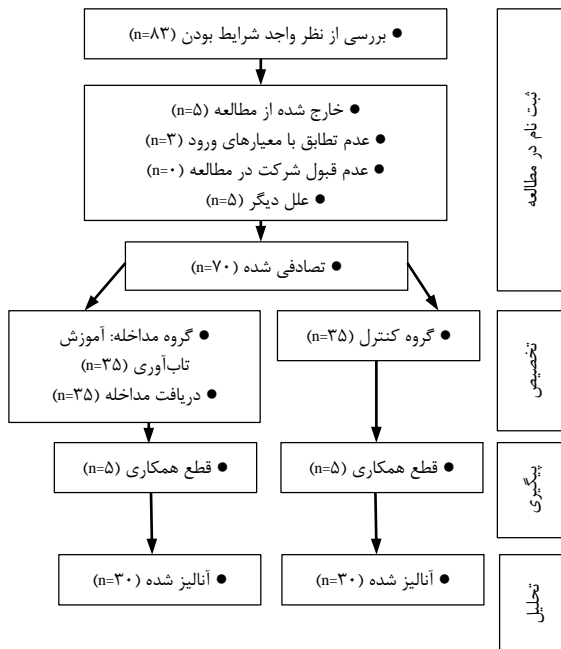 ● بررسی از نظر واجد شرایط بودن (n=۸۳)
ثبت نام در مطالعه
● خارج شده از مطالعه (n=۵)
● عدم تطابق با معیارهای ورود (n=۳)
● عدم قبول شرکت در مطالعه (n=۰)
● علل دیگر (n=۵)
● تصادفی شده (n=۷۰)
تخصیص
● گروه کنترل (n=۳۵)
● گروه مداخله: آموزش
تاب‌آوری (n=۳۵)
● دریافت مداخله (n=۳۵)
پیگیری
● قطع همکاری (n=۵)
● قطع همکاری (n=۵)
تحلیل
● آنالیز شده (n=۳۰)
● آنالیز شده (n=۳۰)